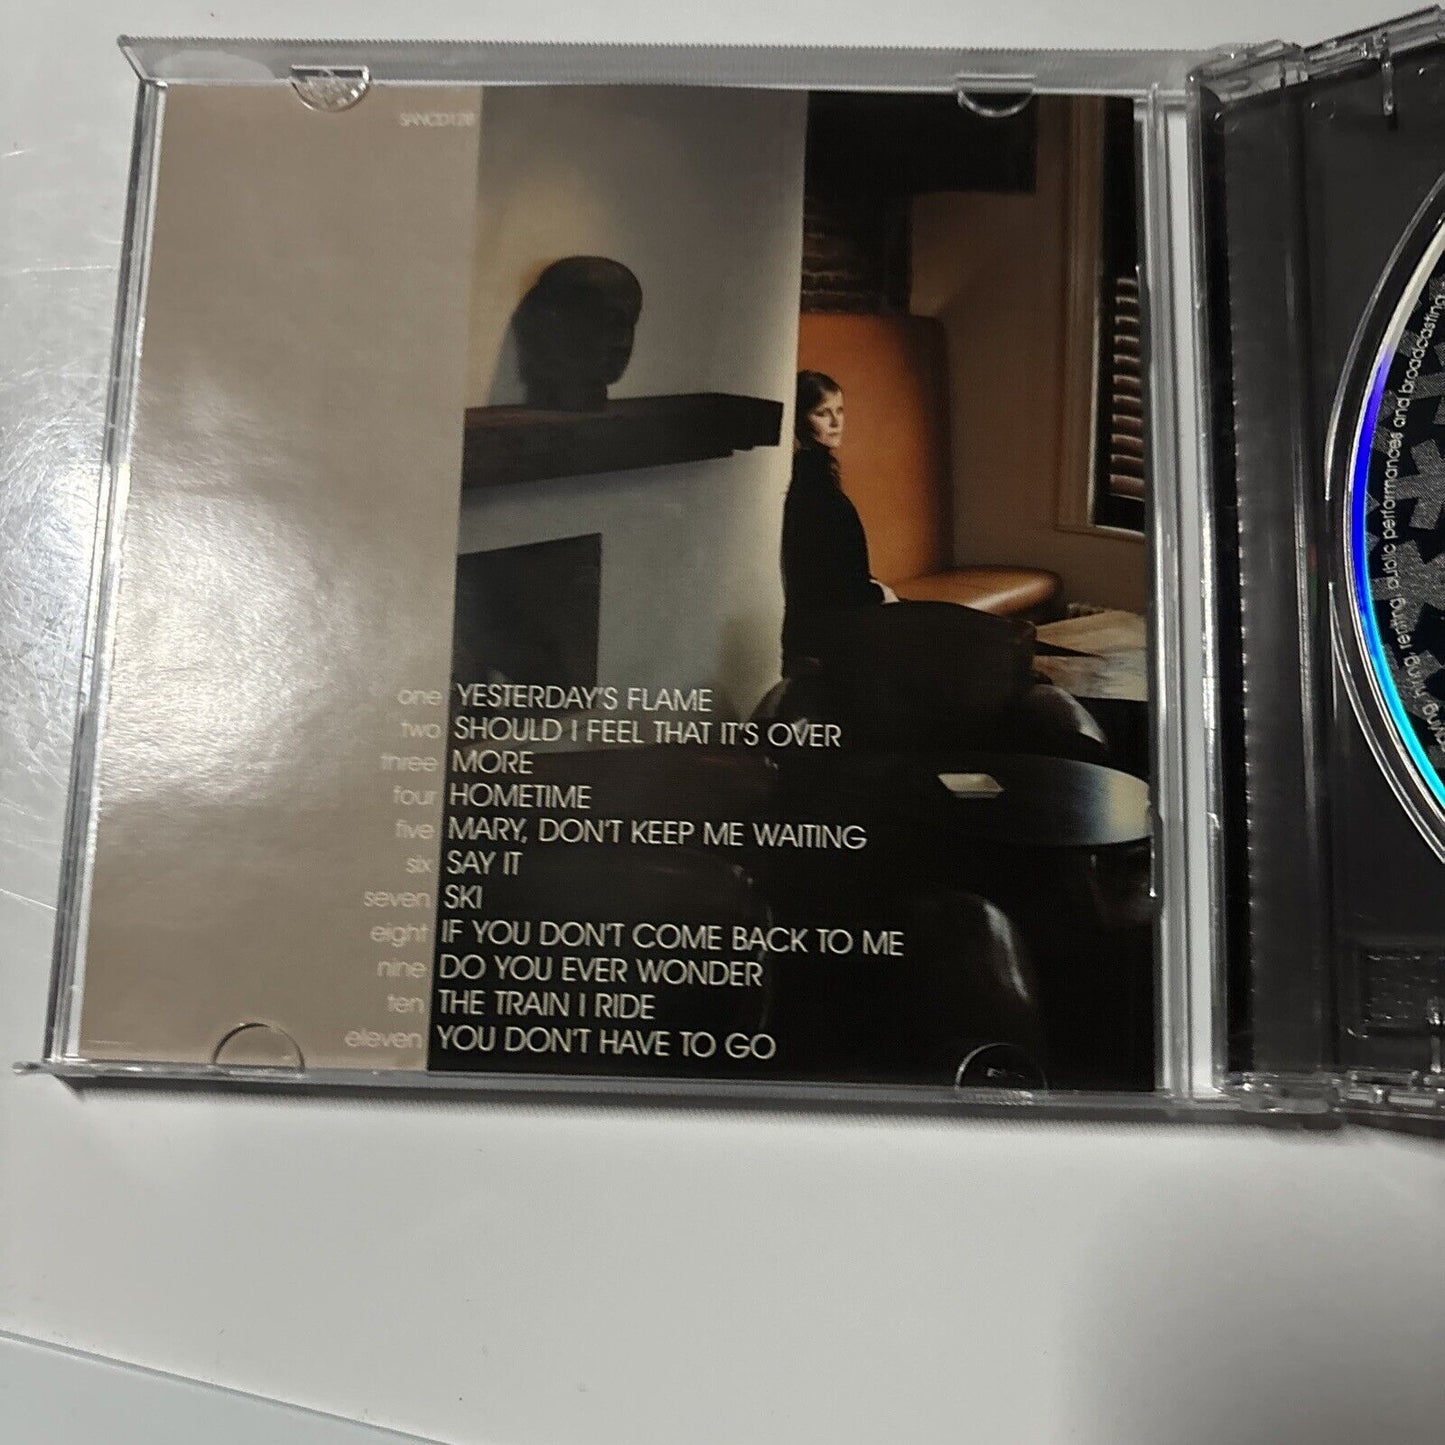 SANCD128
one YESTERDAY'S FLAME
two SHOULD I FEEL THAT IT'S OVER
three MORE
four HOMETIME
five MARY, DON'T KEEP ME WAITING
six SAY IT
seven SKI
eight IF YOU DON'T COME BACK TO ME
nine DO YOU EVER WONDER
ten THE TRAIN I RIDE
eleven YOU DON'T HAVE TO GO
hiring, renting, public performances and broadcasting